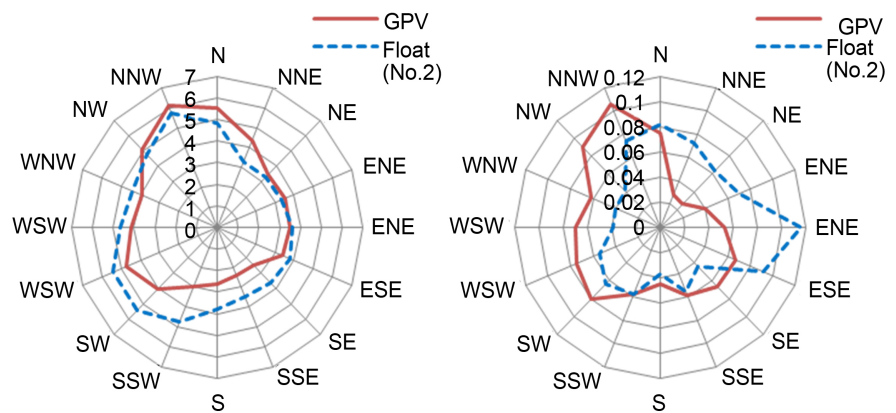 GPV
Float
(No.2)
N
NNE
NE
ENE
ENE
ESE
SE
SSE
S
SSW
SW
WSW
WSW
WNW
NW
NNW
7
6
5
4
3
2
1
0
GPV
Float
(No.2)
N
NNE
NE
ENE
ENE
ESE
SE
SSE
S
SSW
SW
WSW
WSW
WNW
NW
NNW
0.12
0.1
0.08
0.06
0.04
0.02
0